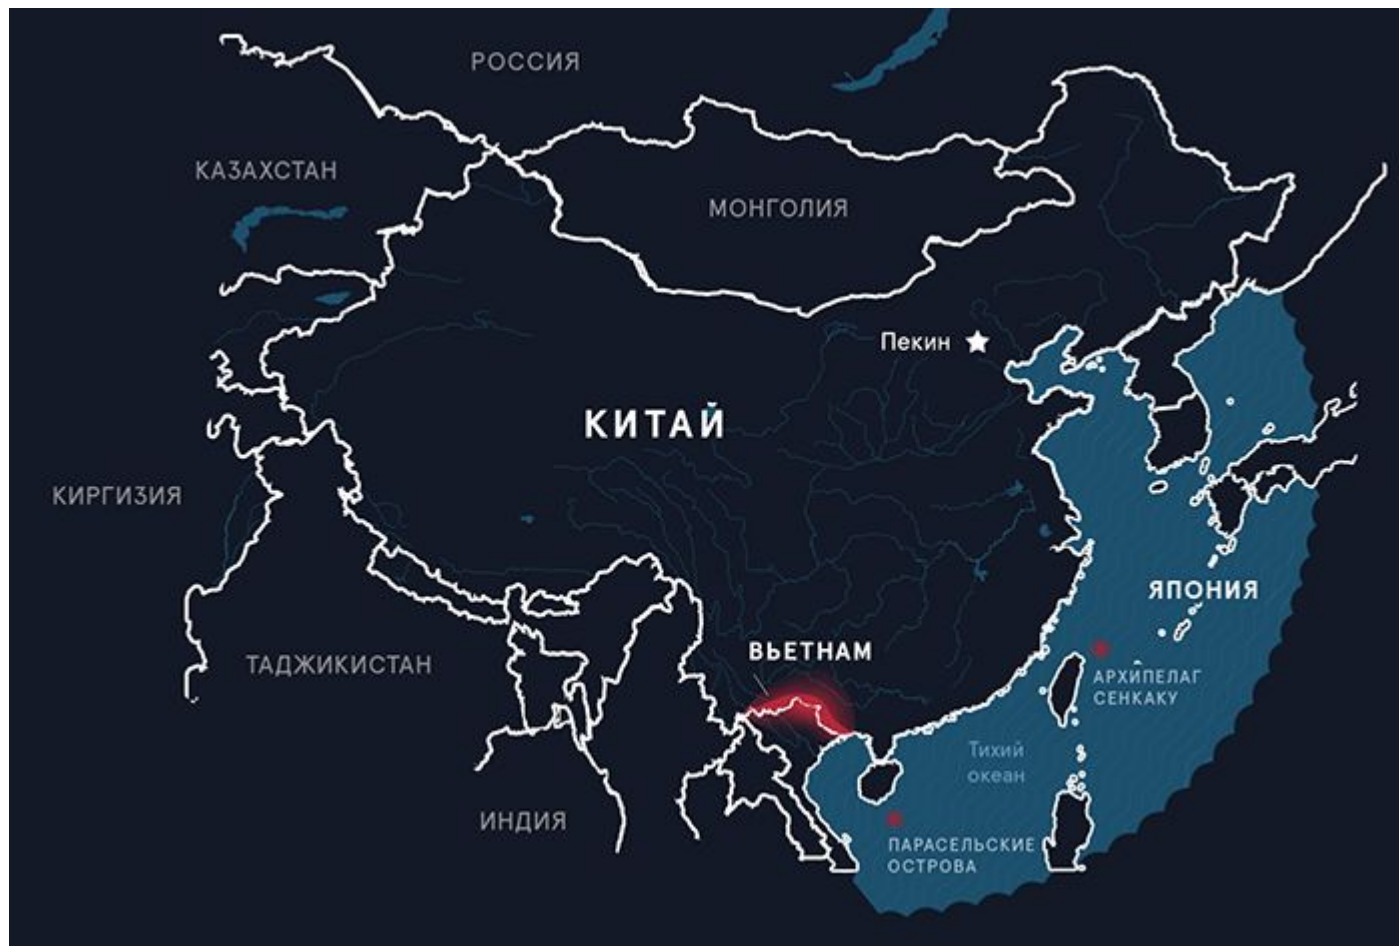 РОССИЯ
КАЗАХСТАН
МОНГОЛИЯ
Пекин
КИТАЙ
КИРГИЗИЯ
ЯПОНИЯ
ВЬЕТНАМ
ТАДЖИКИСТАН
АРХИПЕЛАГ
СЕНКАКУ
Тихий
океан
ИНДИЯ
ПАРАСЕЛЬСКИЕ
ОСТРОВА